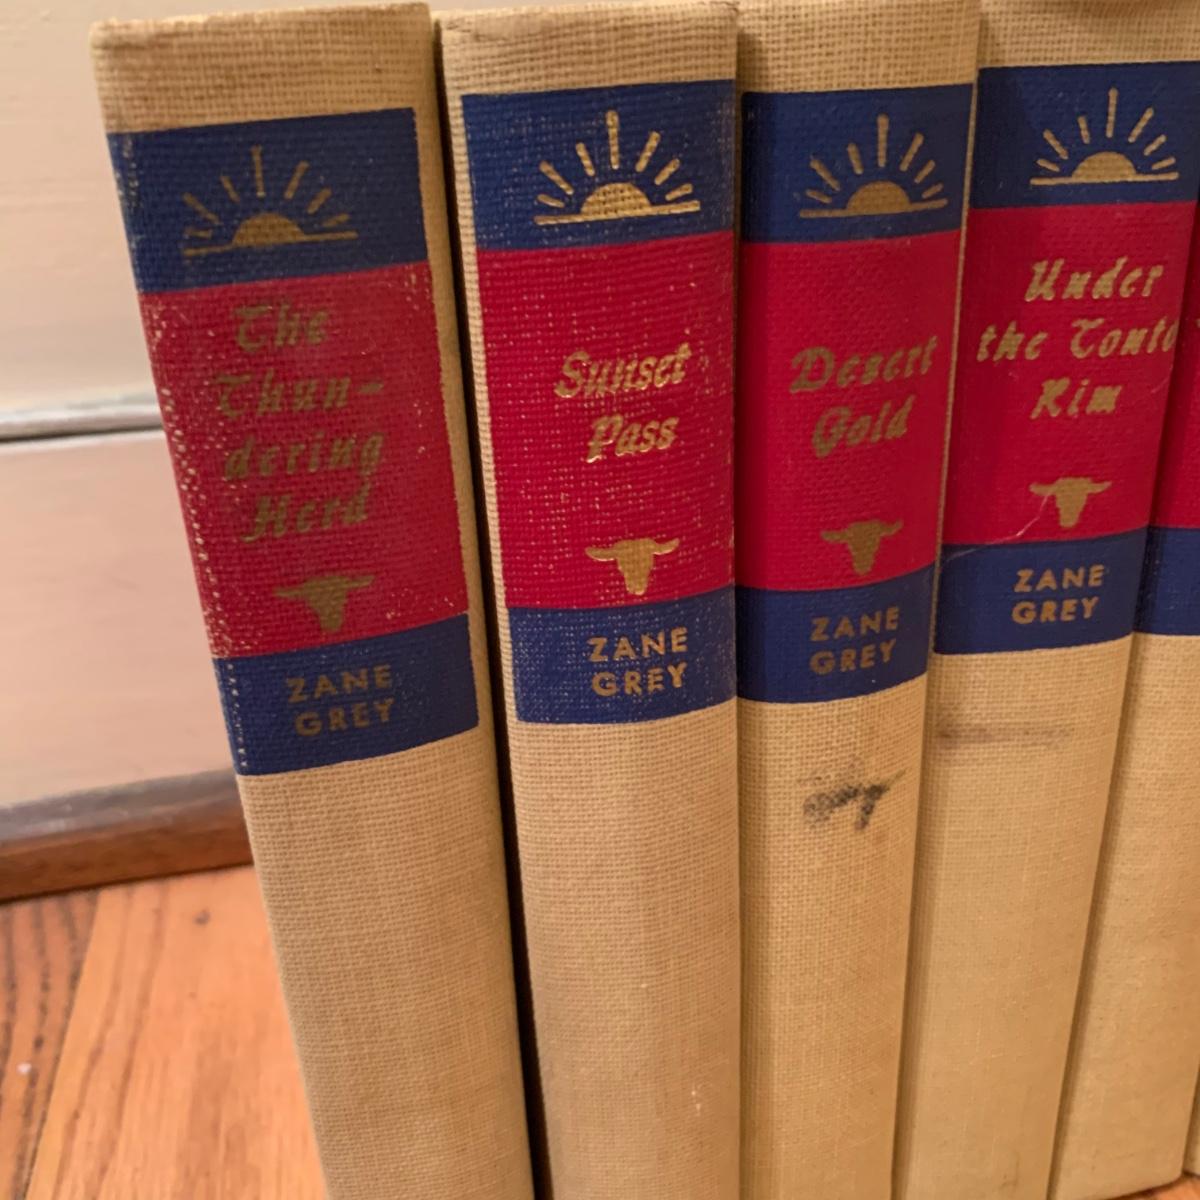 The
Thun-
dering
Herd
ZANE
GREY
Sunset
Pass
ZANE
GREY
Desert
Gold
ZANE
GREY
Under
the Tonto
Rim
ZANE
GREY